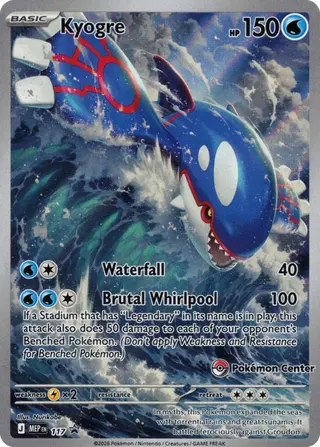 BASIC
Kyogre
HP 150
Waterfall 40
Brutal Whirlpool 100
If a Stadium that has "Legendary" in its name is in play, this
attack also does 50 damage to each of your opponent's
Benched Pokémon. (Don't apply Weakness and Resistance
for Benched Pokémon.)
Pokémon Center
weakness ×2 resistance retreat
Illus. Nurikabe
J MEP EN 017
In myths, this Pokémon expanded the seas
with torrential rain and great tsunamis. It
battled ferociously against Groudon.
©2026 Pokémon / Nintendo / Creatures / GAME FREAK